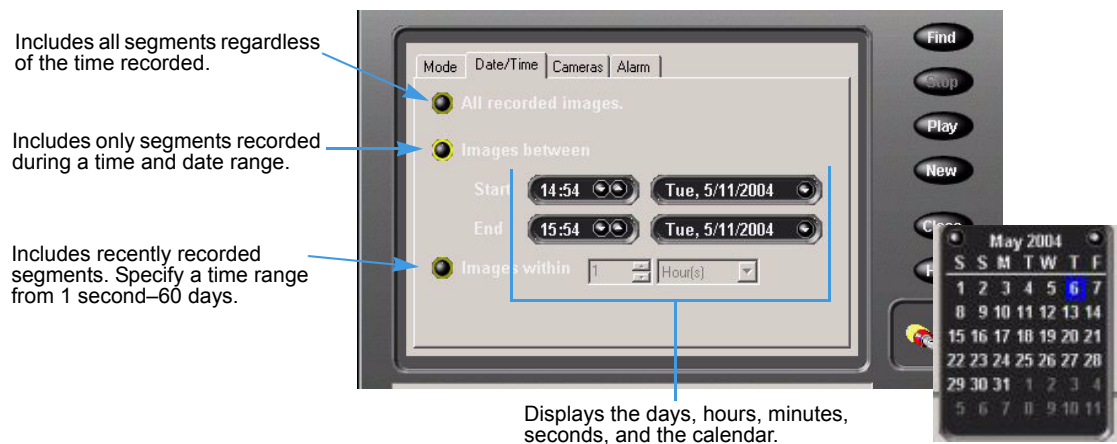 Includes all segments regardless
of the time recorded.
Includes only segments recorded
during a time and date range.
Includes recently recorded
segments. Specify a time range
from 1 second–60 days.
Mode Date/Time Cameras Alarm
All recorded images.
Images between
Start 14:54 Tue, 5/11/2004
End 15:54 Tue, 5/11/2004
Images within 1 Hour(s)
Find
Stop
Play
New
May 2004
S S M T W T F
1 2 3 4 5 6 7
8 9 10 11 12 13 14
15 16 17 18 19 20 21
22 23 24 25 26 27 28
29 30 31 1 2 3 4
5 6 7 8 9 10 11
Displays the days, hours, minutes,
seconds, and the calendar.